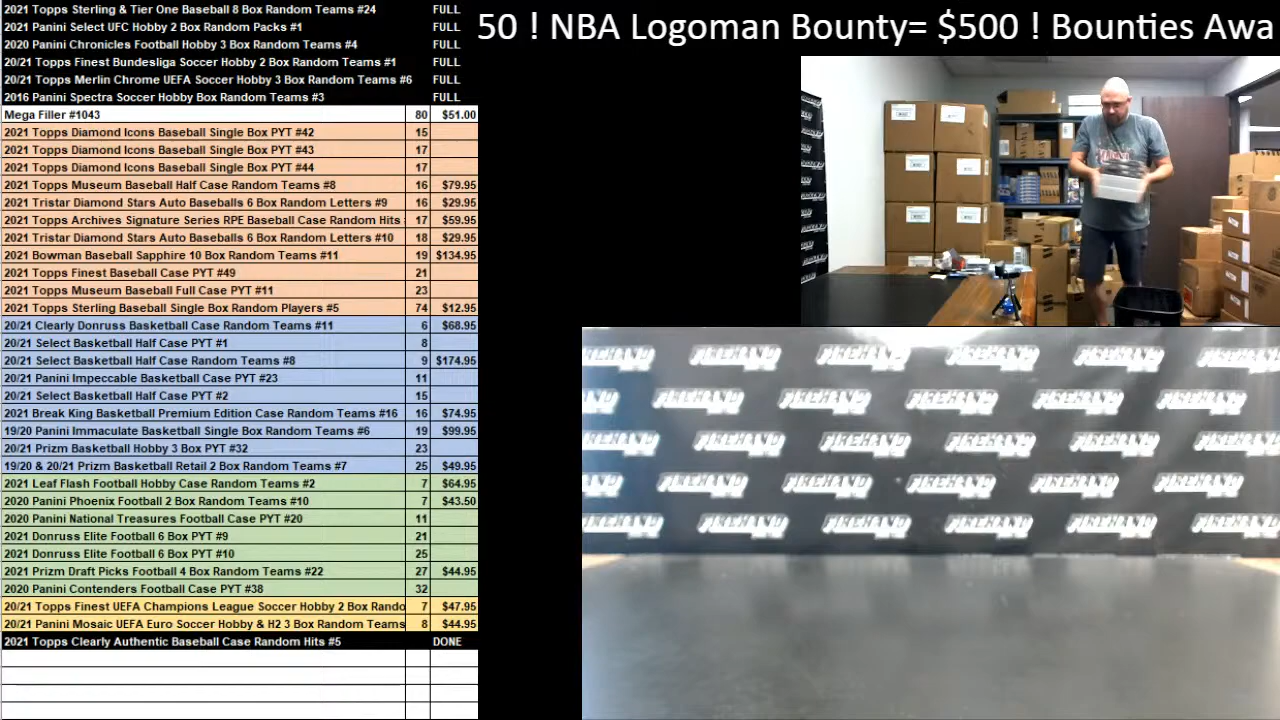 2021 Topps Sterling & Tier One Baseball 8 Box Random Teams #24 FULL
2021 Panini Select UFC Hobby 2 Box Random Packs #1 FULL
2020 Panini Chronicles Football Hobby 3 Box Random Teams #4 FULL
20/21 Topps Finest Bundesliga Soccer Hobby 2 Box Random #1 FULL
20/21 Topps Merlin Chrome UEFA Soccer Hobby 3 Box Random Teams #6 FULL
2016 Panini Spectra Soccer Hobby Box Random Teams #3 FULL
Mega Filler #1043 80 $51.00
2021 Topps Diamond Icons Baseball Single Box PYT #42 15
2021 Topps Diamond Icons Baseball Single Box PYT #43 17
2021 Topps Diamond Icons Baseball Single Box PYT #44 17
2021 Topps Museum Baseball Half Case Random Teams #8 16 $79.95
2021 Tristar Diamond Stars Auto Baseballs 6 Box Random Letters #9 16 $29.95
2021 Topps Archives Signature Series RPE Baseball Case Random Hits 17 $59.95
2021 Tristar Diamond Stars Auto Baseballs 6 Box Random Letters #10 18 $29.95
2021 Bowman Baseball Sapphire 10 Box Random Teams #11 19 $134.95
2021 Topps Finest Baseball Case PYT #49 21
2021 Topps Museum Baseball Full Case PYT #11 23
2021 Topps Sterling Baseball Single Box Random Players #5 74 $12.95
20/21 Clearly Donruss Basketball Case Random Teams #11 6 $68.95
20/21 Select Basketball Half Case PYT #1 8
20/21 Select Basketball Half Case Random Teams #8 9 $174.95
20/21 Panini Impeccable Basketball Case PYT #23 11
20/21 Select Basketball Half Case PYT #2 15
2021 Break King Basketball Premium Edition Case Random Teams #16 16 $74.95
19/20 Panini Immaculate Basketball Single Box Random Teams #6 19 $99.95
20/21 Prizm Basketball Hobby 3 Box PYT #32 23
19/20 & 20/21 Prizm Basketball Retail 2 Box Random Teams #7 25 $49.95
2021 Leaf Flash Football Hobby Case Random Teams #2 7 $64.95
2020 Panini Phoenix Football 2 Box Random Teams #10 7 $43.50
2020 Panini National Treasures Football Case PYT #20 11
2021 Donruss Elite Football 6 Box PYT #9 21
2021 Donruss Elite Football 6 Box PYT #10 25
2021 Prizm Draft Picks Football 4 Box Random Teams #22 27 $44.95
2020 Panini Contenders Football Case PYT #38 32
20/21 Topps Finest UEFA Champions League Soccer Hobby 2 Box Rando 7 $47.95
20/21 Panini Mosaic UEFA Euro Soccer Hobby & H2 3 Box Random Teams 8 $44.95
2021 Topps Clearly Authentic Baseball Case Random Hits #5 DONE
50 ! NBA Logoman Bounty= $500 ! Bounties Awa
FIREHAND FIREHAND FIREHAND FIREHAND FIREHAND FIREHAND